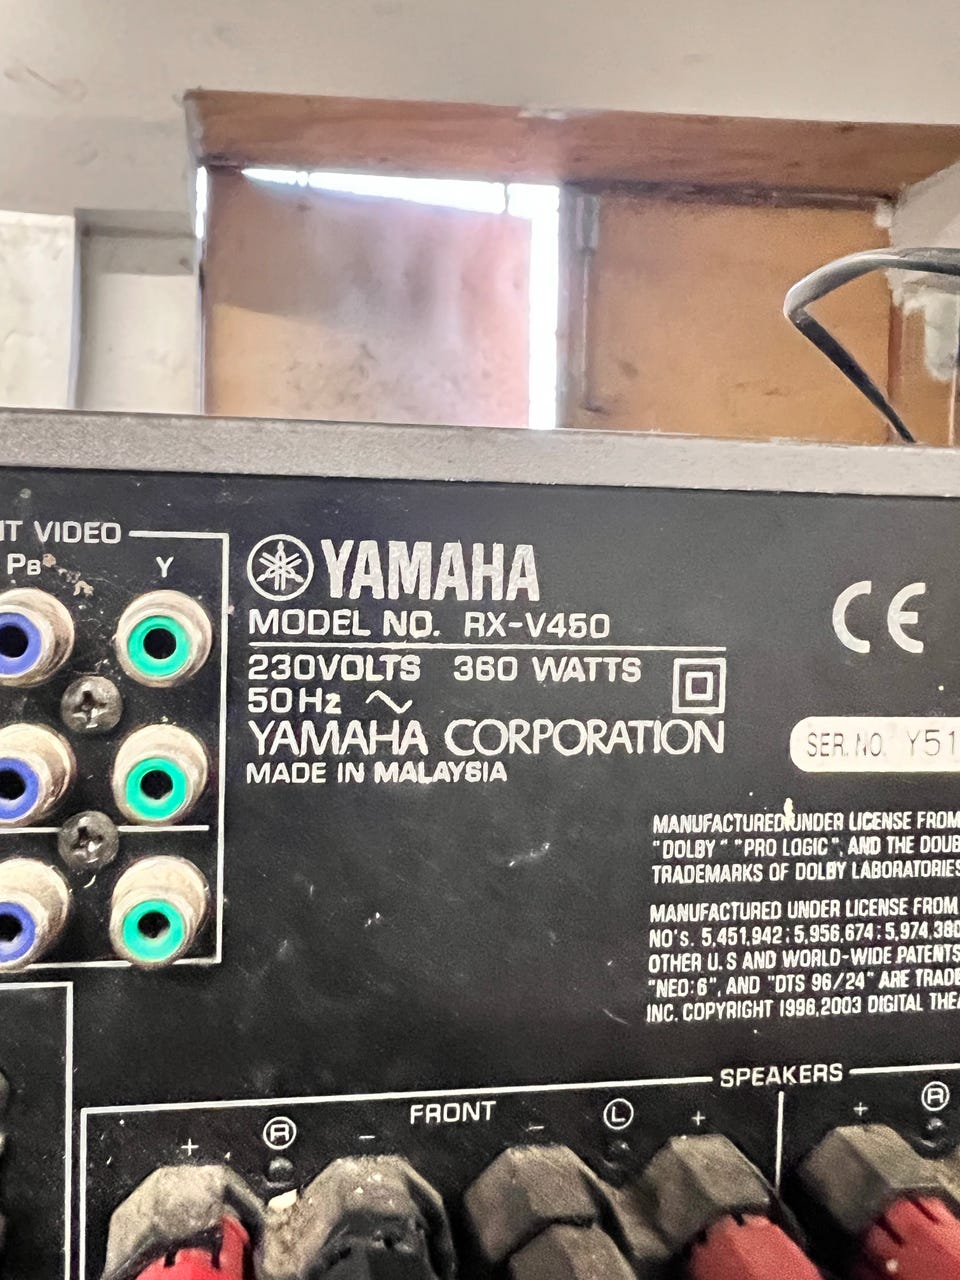 T VIDEO
PB
Y
YAMAHA
MODEL NO. RX-V450
230VOLTS 360 WATTS
50Hz ～
YAMAHA CORPORATION
MADE IN MALAYSIA
CE
SER. NO. Y51
MANUFACTURED UNDER LICENSE FROM
"DOLBY" "PRO LOGIC", AND THE DOUB
TRADEMARKS OF DOLBY LABORATORIES
MANUFACTURED UNDER LICENSE FROM
NO'S. 5,451,942; 5,956,674; 5,974,380
OTHER U.S AND WORLD-WIDE PATENTS
"NEO:6", AND "DTS 96/24" ARE TRADE
INC. COPYRIGHT 1996,2003 DIGITAL THEA
SPEAKERS
FRONT
+ R − − L + + R